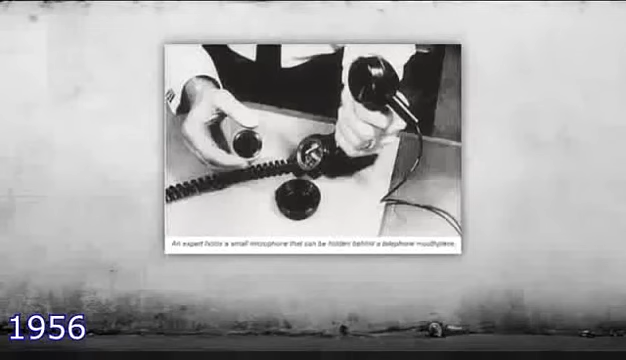 An expert holds a small microphone that can be hidden behind a telephone mouthpiece.
1956